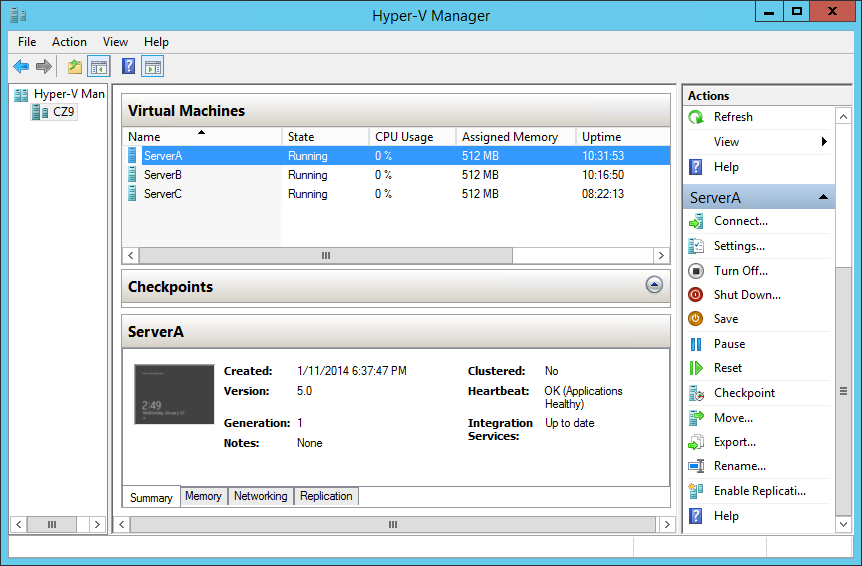 Hyper-V Manager
File Action View Help
Hyper-V Man
CZ9
Virtual Machines
Name State CPU Usage Assigned Memory Uptime
ServerA Running 0 % 512 MB 10:31:53
ServerB Running 0 % 512 MB 10:16:50
ServerC Running 0 % 512 MB 08:22:13
Checkpoints
ServerA
2:49
Created: 1/11/2014 6:37:47 PM
Version: 5.0
Generation: 1
Notes: None
Clustered: No
Heartbeat: OK (Applications
Healthy)
Integration Up to date
Services:
Summary Memory Networking Replication
Actions
Refresh
View
Help
ServerA
Connect...
Settings...
Turn Off...
Shut Down...
Save
Pause
Reset
Checkpoint
Move...
Export...
Rename...
Enable Replicati...
Help